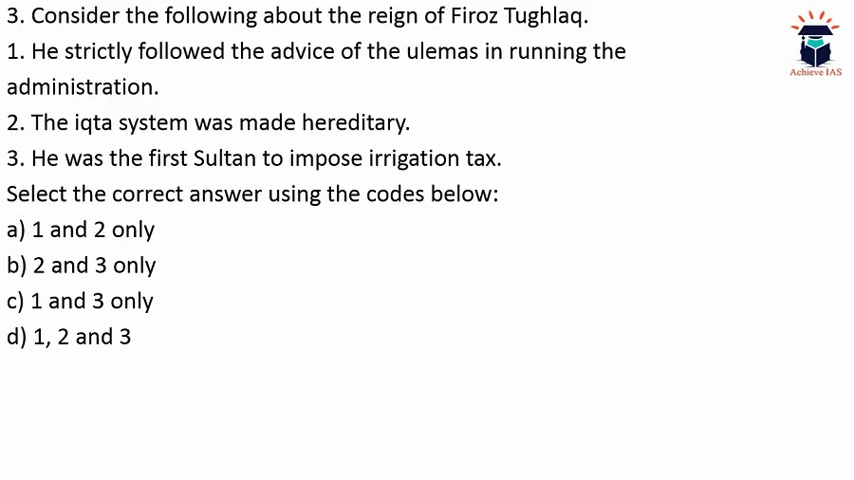 3. Consider the following about the reign of Firoz Tughlaq.
1. He strictly followed the advice of the ulemas in running the
administration.
2. The iqta system was made hereditary.
3. He was the first Sultan to impose irrigation tax.
Select the correct answer using the codes below:
a) 1 and 2 only
b) 2 and 3 only
c) 1 and 3 only
d) 1, 2 and 3
Achieve IAS